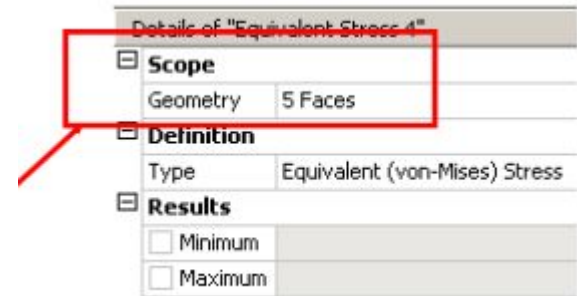 Details of "Equivalent Stress 4"
Scope
Geometry 5 Faces
Definition
Type Equivalent (von-Mises) Stress
Results
Minimum
Maximum